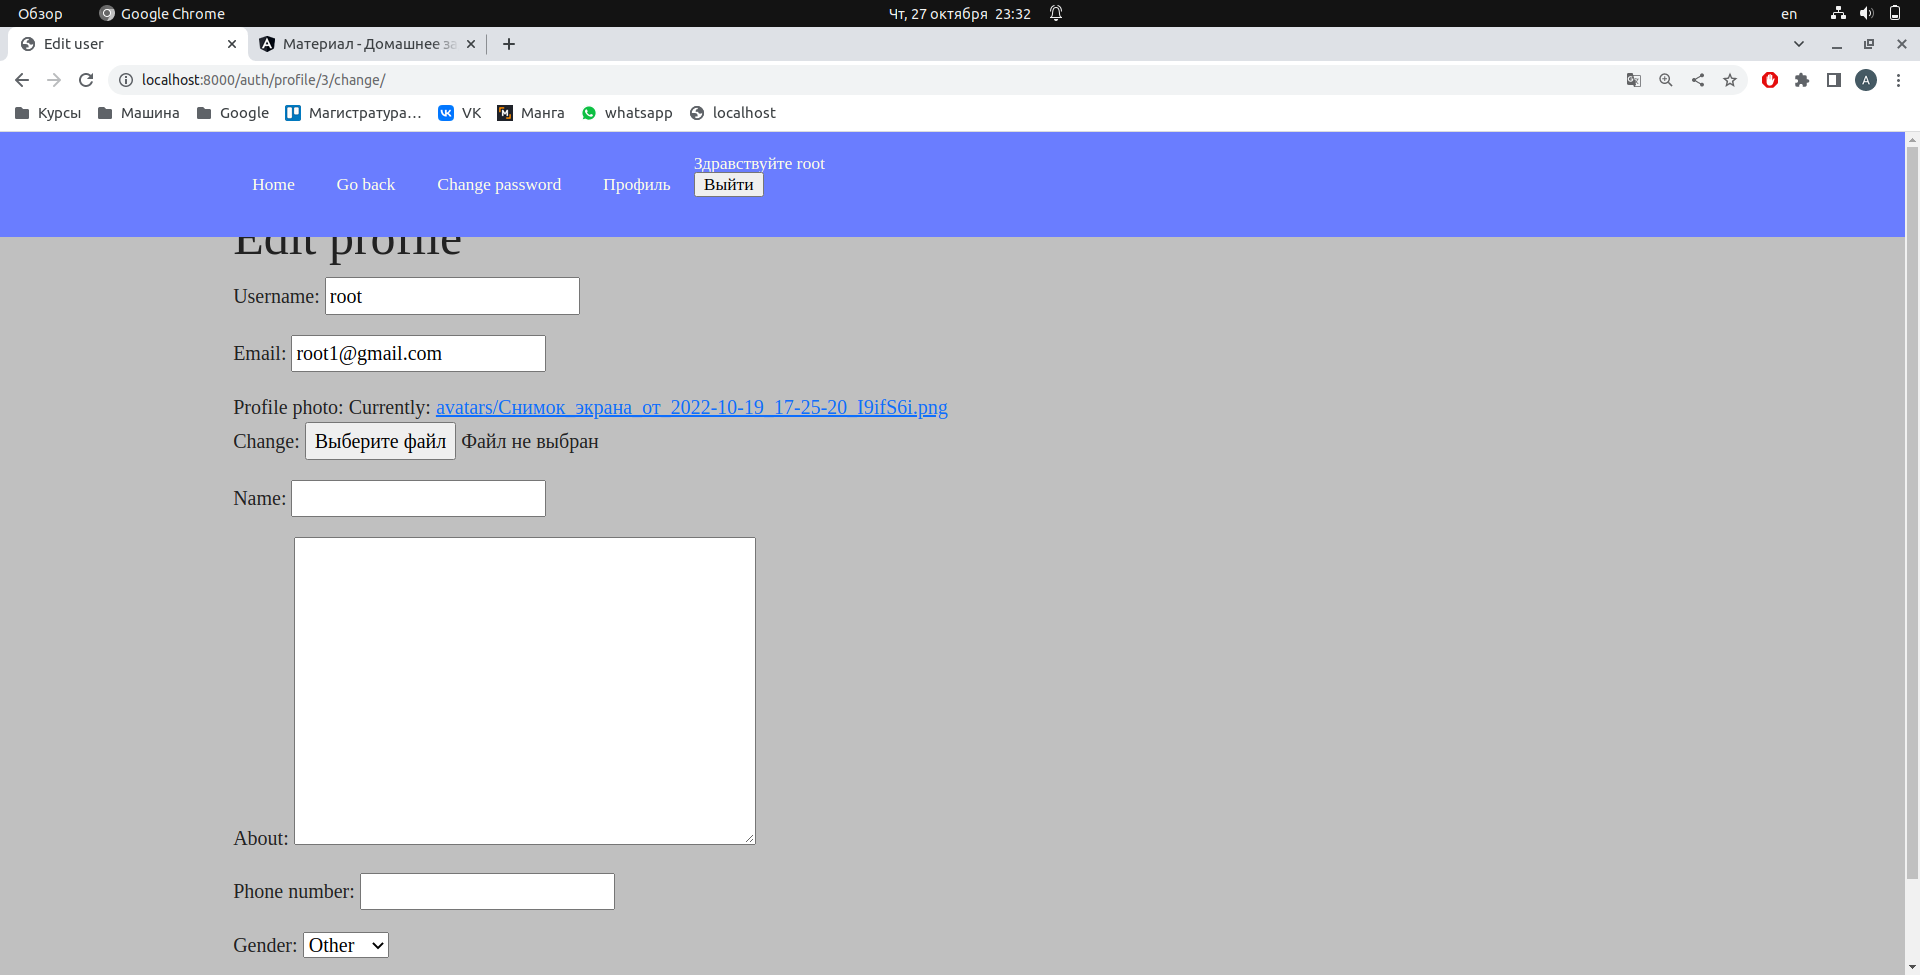 Обзор Google Chrome Чт, 27 октября 23:32 en
Edit user Материал - Домашнее за
localhost:8000/auth/profile/3/change/ A
Курсы Машина Google Магистратура... VK Манга whatsapp localhost
Здравствуйте root
Home Go back Change password Профиль Выйти
Edit profile
Username: root
Email: root1@gmail.com
Profile photo: Currently: avatars/Снимок_экрана_от_2022-10-19_17-25-20_I9ifS6i.png
Change: Выберите файл Файл не выбран
Name:
About:
Phone number:
Gender: Other